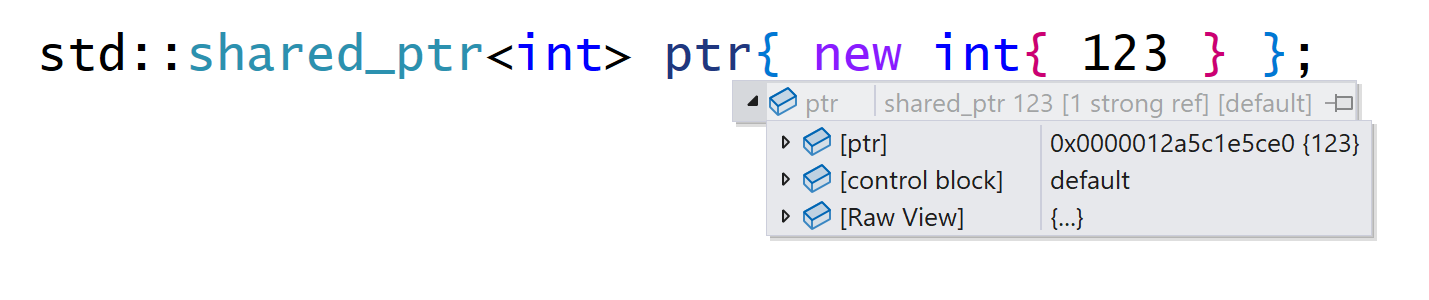 std::shared_ptr<int> ptr{ new int{ 123 } };
ptr shared_ptr 123 [1 strong ref] [default]
[ptr] 0x0000012a5c1e5ce0 {123}
[control block] default
[Raw View] {...}